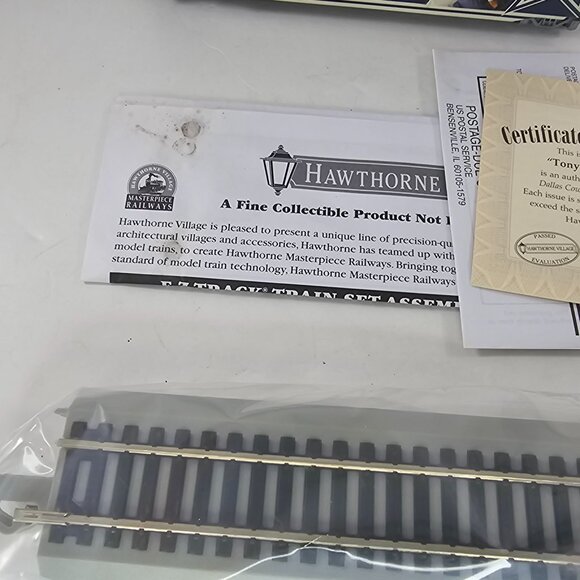 HAWTHORNE VILLAGE
MASTERPIECE
RAILWAYS
HAWTHORNE
A Fine Collectible Product Not
Hawthorne Village is pleased to present a unique line of precision-qu
architectural villages and accessories, Hawthorne has teamed up with
model trains, to create Hawthorne Masterpiece Railways. Bringing tog
standard of model train technology, Hawthorne Masterpiece Railways
E-Z TRACK® TRAIN SET ASSEM
POSTAGE DUE
US POSTAL SERVICE
BENSENVILLE, IL 60105-1579
Certificate
This i
"Tony
is an auth
Dallas Cow
Each issue is s
exceed the s
Haw
PASSED
HAWTHORNE VILLAGE
EVALUATION